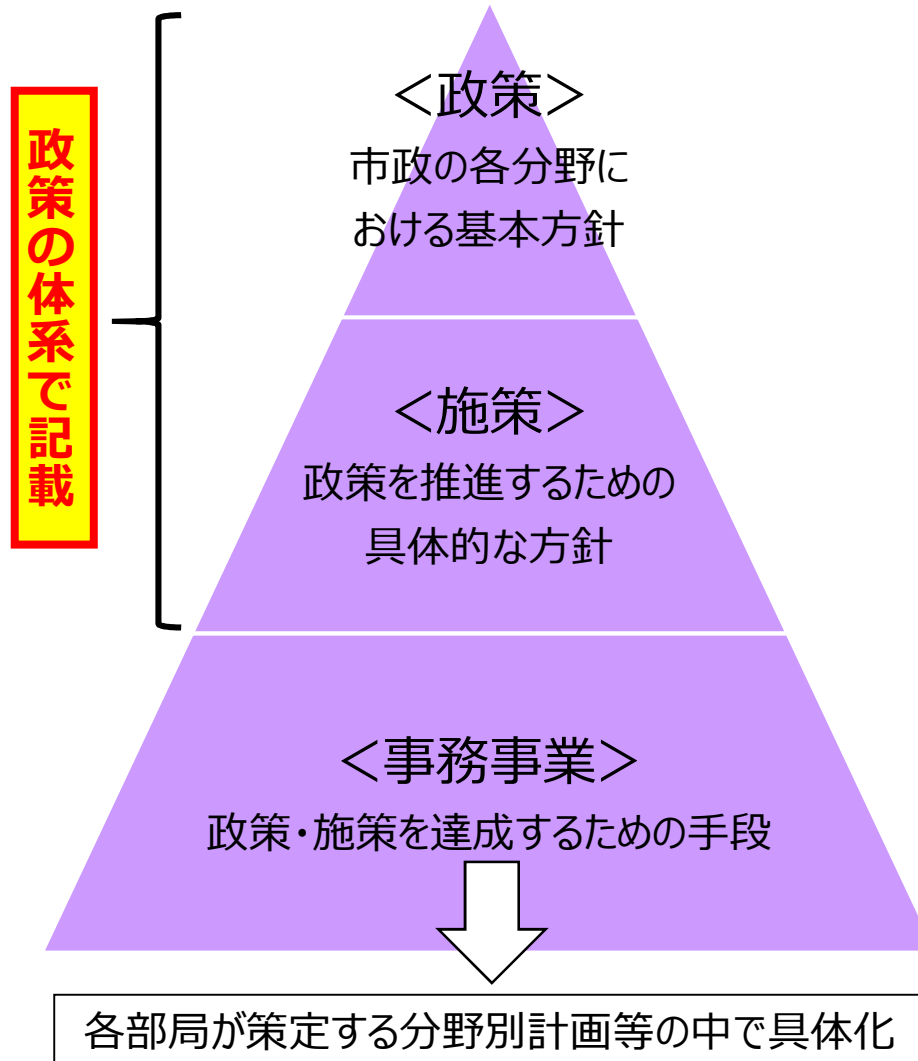 政策の体系で記載
＜政策＞
市政の各分野に
おける基本方針
＜施策＞
政策を推進するための
具体的な方針
＜事務事業＞
政策・施策を達成するための手段
各部局が策定する分野別計画等の中で具体化